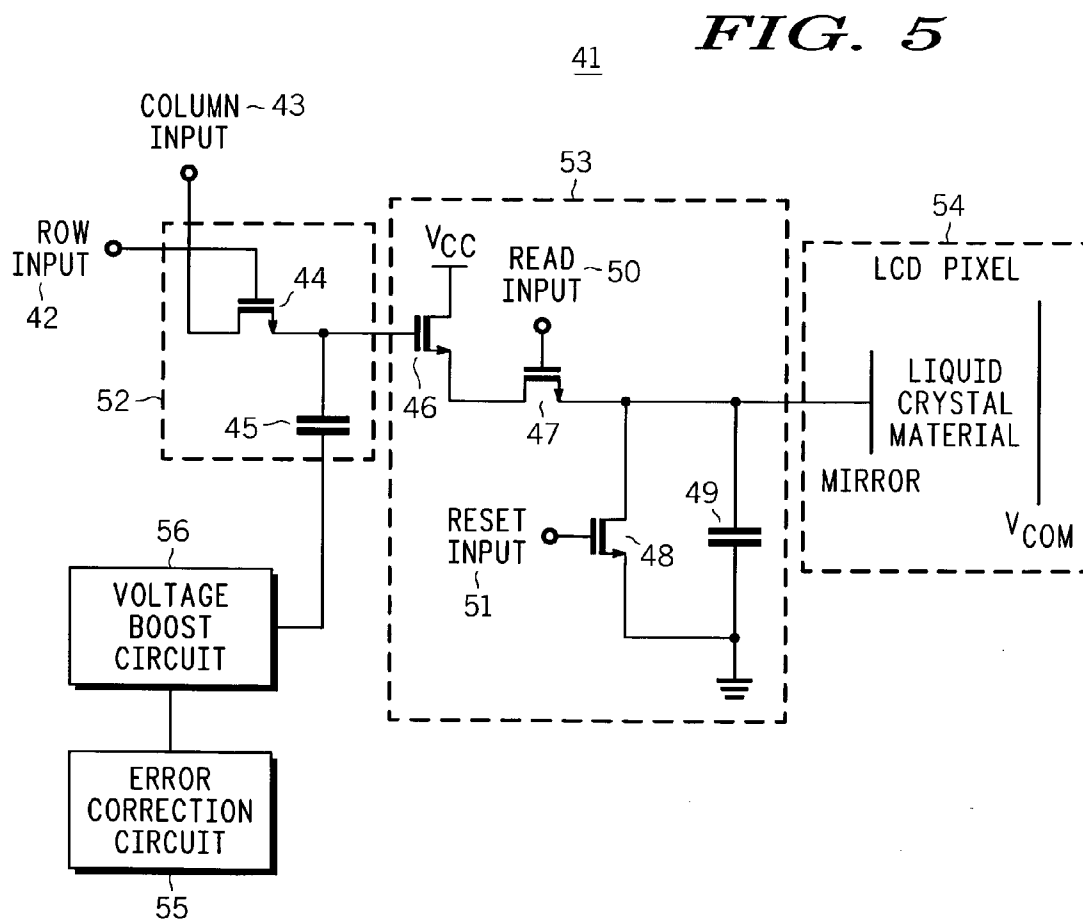 FIG. 5
41
COLUMN ~ 43
INPUT
53
54
ROW
INPUT
42
44
VCC
READ
INPUT
50
LCD PIXEL
52
45
46
47
LIQUID
CRYSTAL
MATERIAL
MIRROR
RESET
INPUT
51
48
49
VCOM
56
VOLTAGE
BOOST
CIRCUIT
ERROR
CORRECTION
CIRCUIT
55